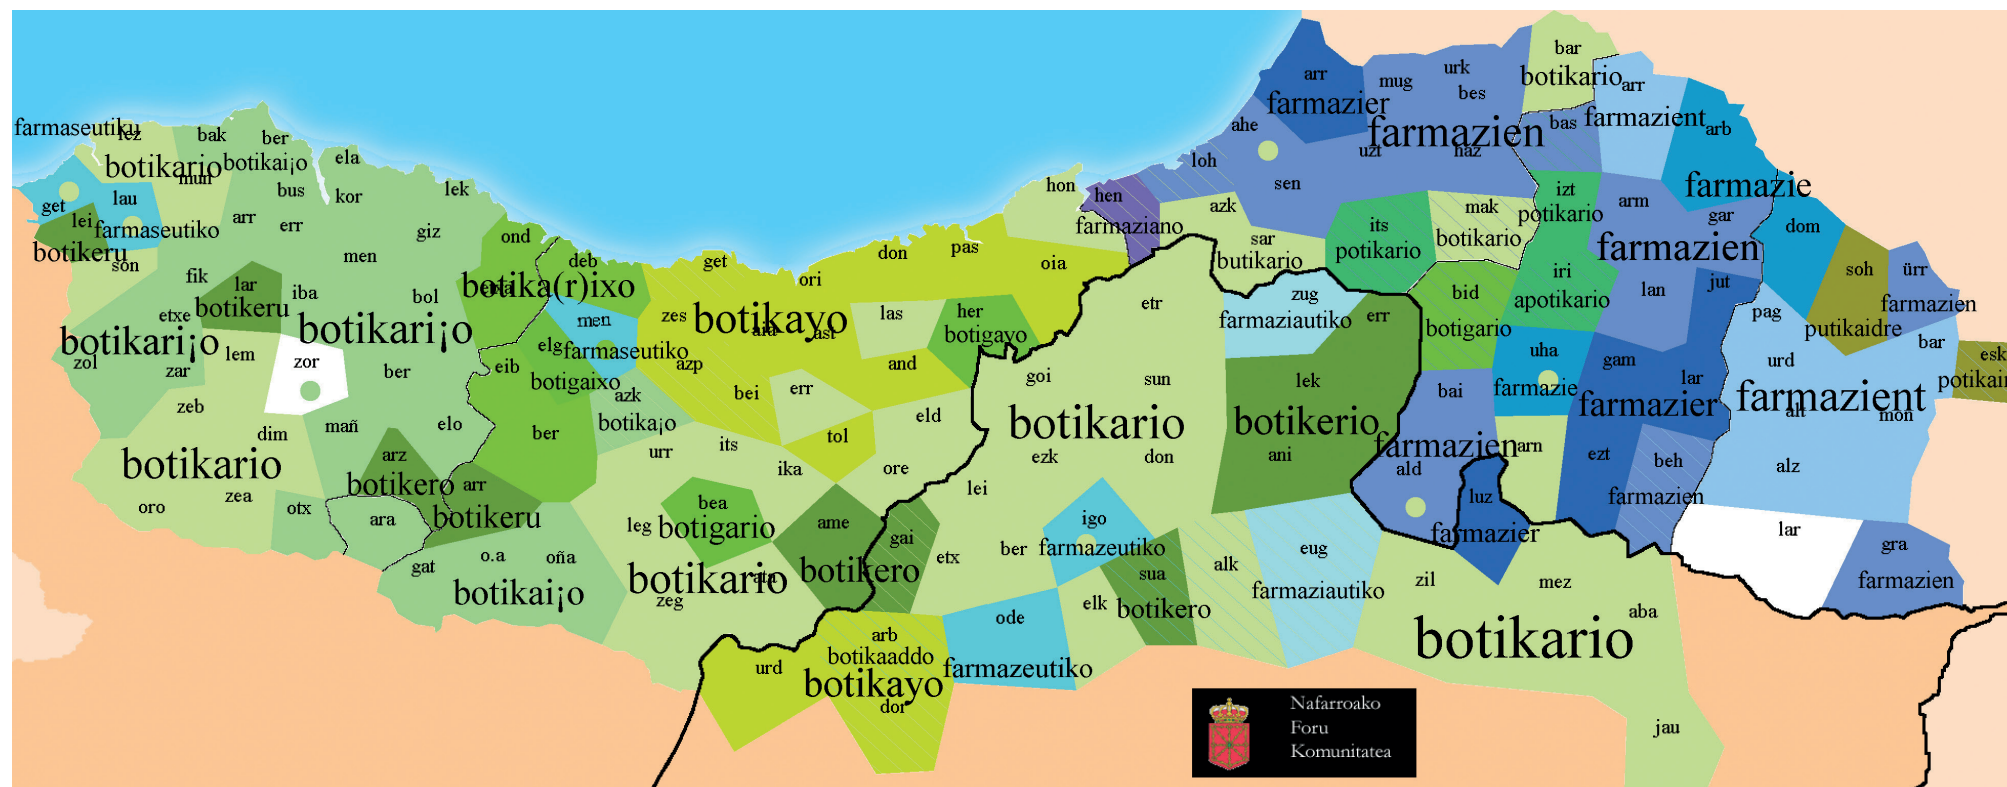 farmaseutiku
lez
bak
ber
botikario
botikai¡o
mun
ela
bus
kor
lek
get
lau
lei
farmaseutiko
botikeru
son
arr
err
giz
men
fik
lar
botikeru
iba
bol
etxe
botikari¡o
botikari¡o
zol
zar
lem
zor
ber
zeb
dim
mañ
elo
botikario
arz
botikero
oro
zea
otx
ara
arr
botikeru
gat
o.a
oña
botikai¡o
ond
deb
botika(r)ixo
men
elg
farmaseutiko
eib
botigaixo
azk
botika¡o
ber
get
ori
don
pas
hon
oia
zes
botikayo
ast
las
her
botigayo
azp
bei
err
and
tol
eld
urr
its
ika
ore
bea
leg
botigario
ame
botikero
botikario
zeg
gai
etx
urd
arb
botikaaddo
botikayo
dor
ode
farmazeutiko
hen
farmaziano
loh
ahe
arr
farmazier
mug
urk
bes
farmazien
uzt
haz
sen
azk
sar
butikario
its
potikario
mak
botikario
bar
botikario
bas
arr
farmazient
arb
farmazie
izt
potikario
arm
gar
farmazien
iri
apotikario
lan
jut
dom
soh
putikaidre
ürr
farmazien
etr
zug
farmaziautiko
err
bid
botigario
goi
sun
lek
botikario
botikerio
ezk
don
ani
lei
bai
farmazien
ald
uha
farmazie
gam
lar
farmazier
arn
ezt
beh
farmazien
luz
farmazier
pag
urd
bar
esk
farmazient
alt
mon
alz
lar
gra
farmazien
igo
ber
farmazeutiko
sua
elk
botikero
alk
eug
farmaziautiko
zil
mez
aba
botikario
jau
Nafarroako
Foru
Komunitatea